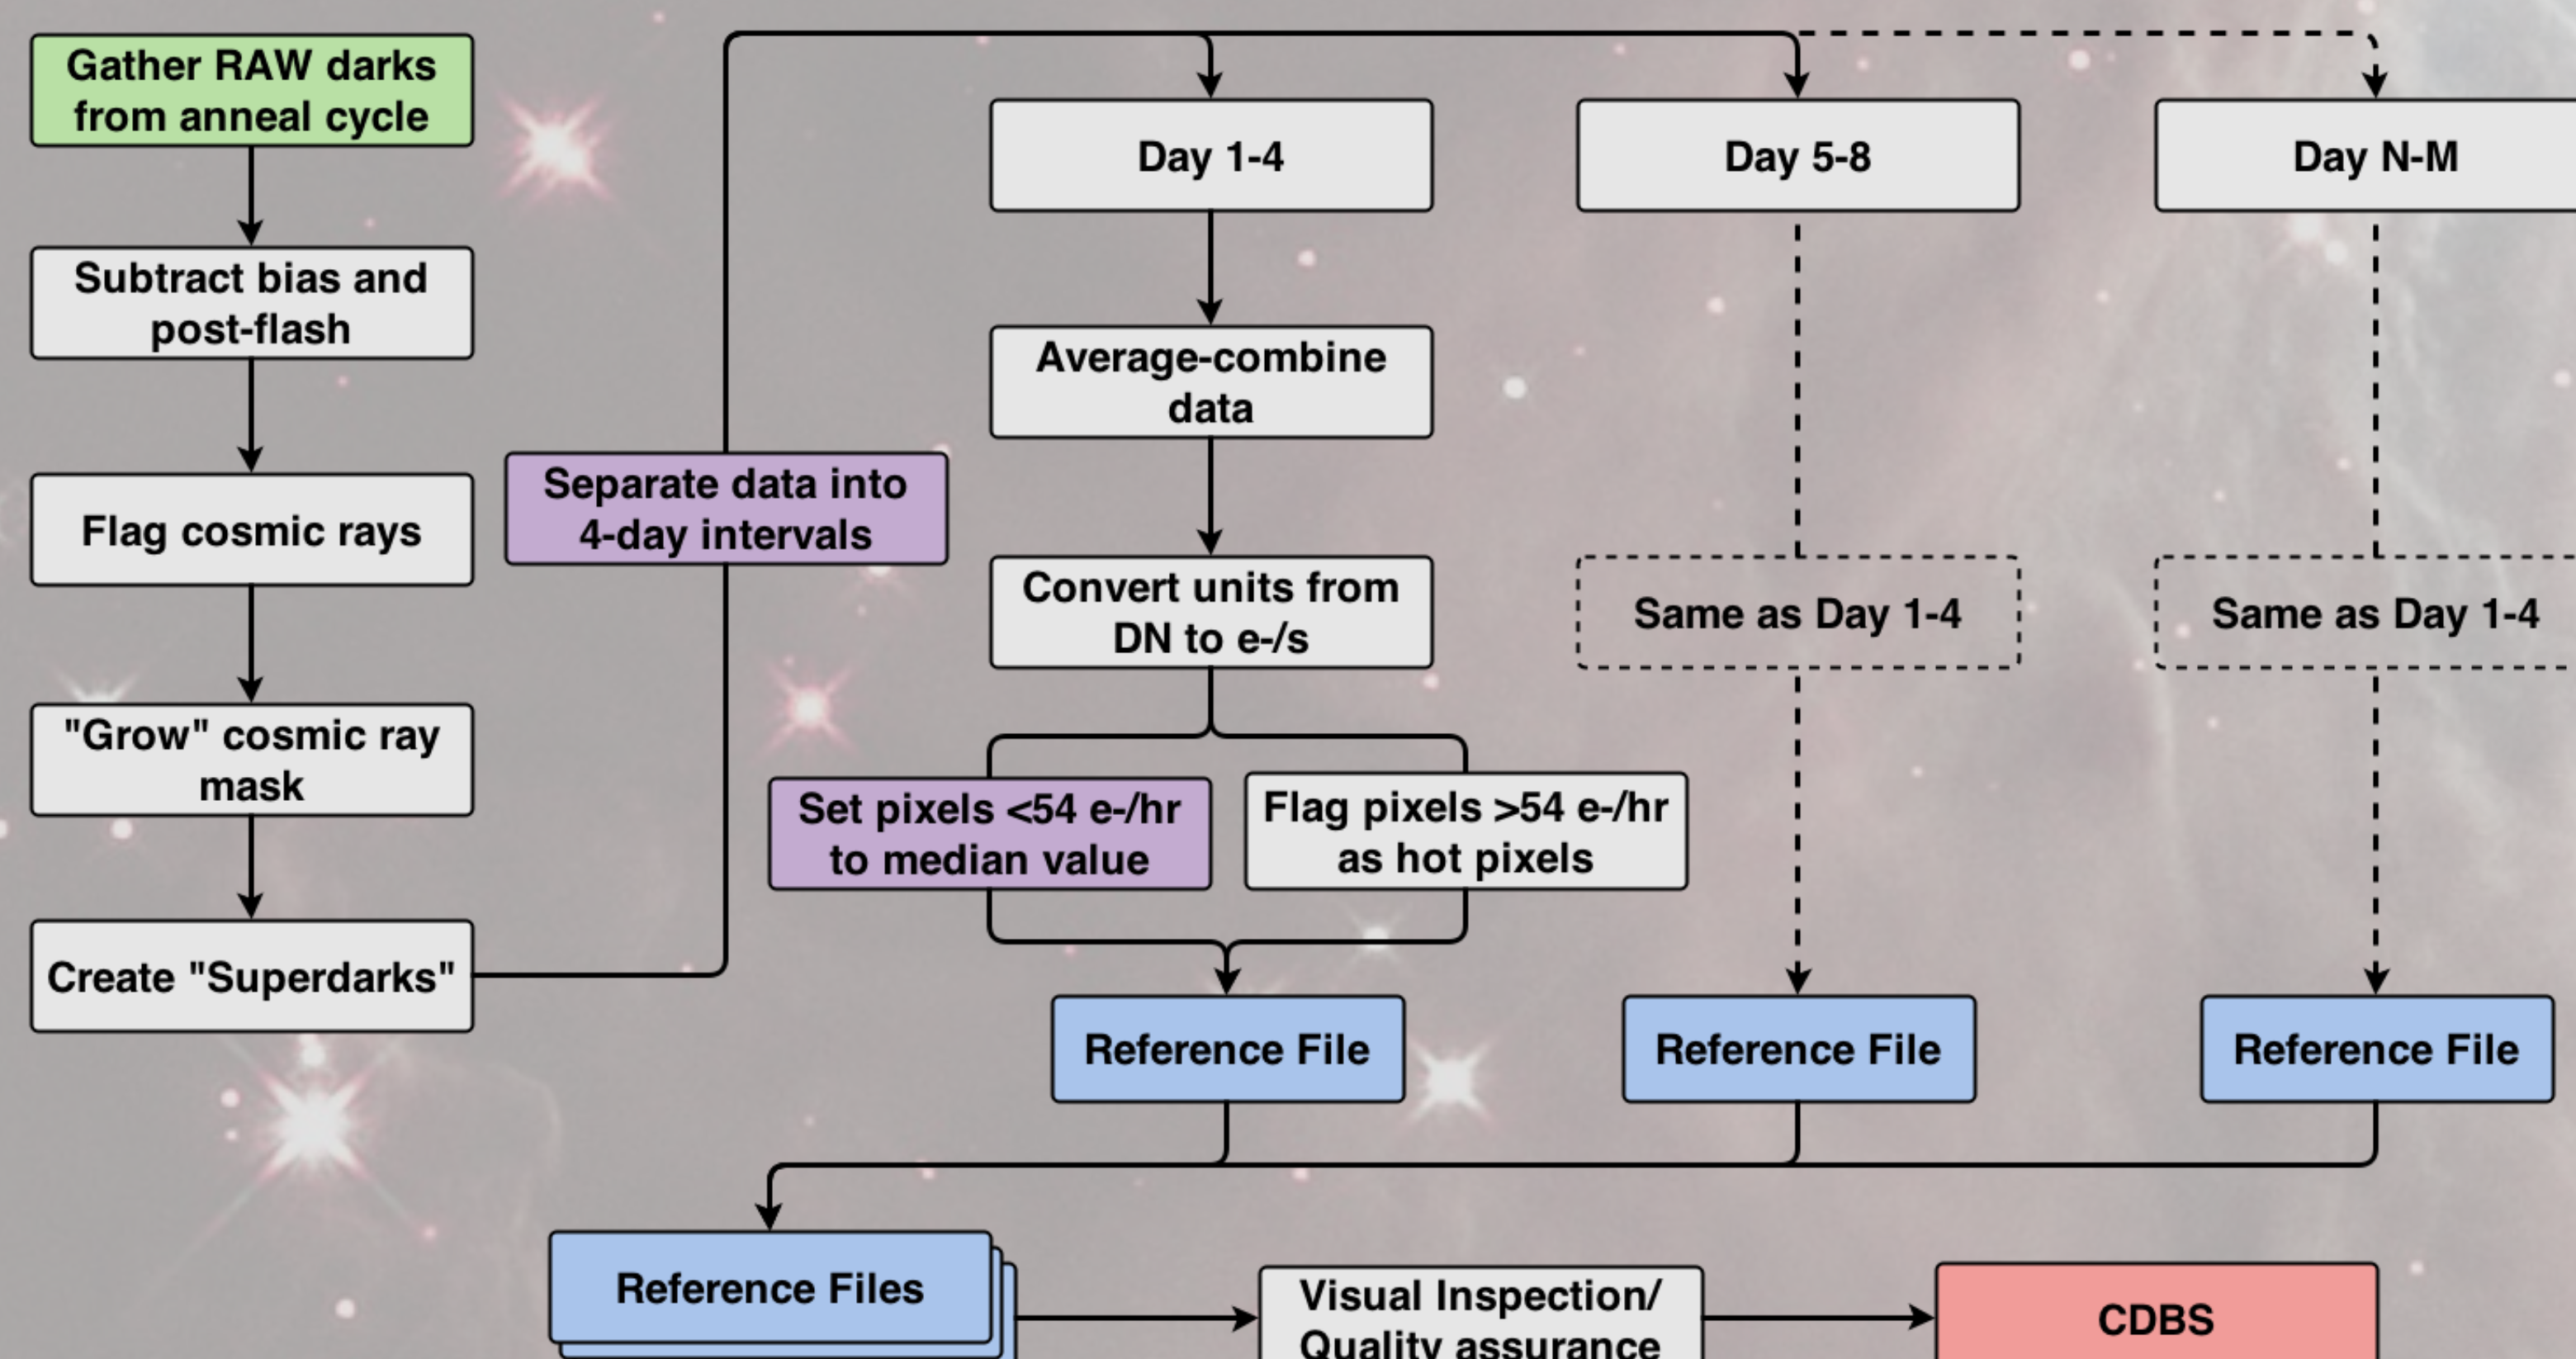 Gather RAW darks
from anneal cycle
Subtract bias and
post-flash
Flag cosmic rays
"Grow" cosmic ray
mask
Create "Superdarks"
Separate data into
4-day intervals
Day 1-4
Average-combine
data
Convert units from
DN to e-/s
Set pixels <54 e-/hr
to median value
Flag pixels >54 e-/hr
as hot pixels
Reference File
Day 5-8
Same as Day 1-4
Reference File
Day N-M
Same as Day 1-4
Reference File
Reference Files
Visual Inspection/
Quality assurance
CDBS